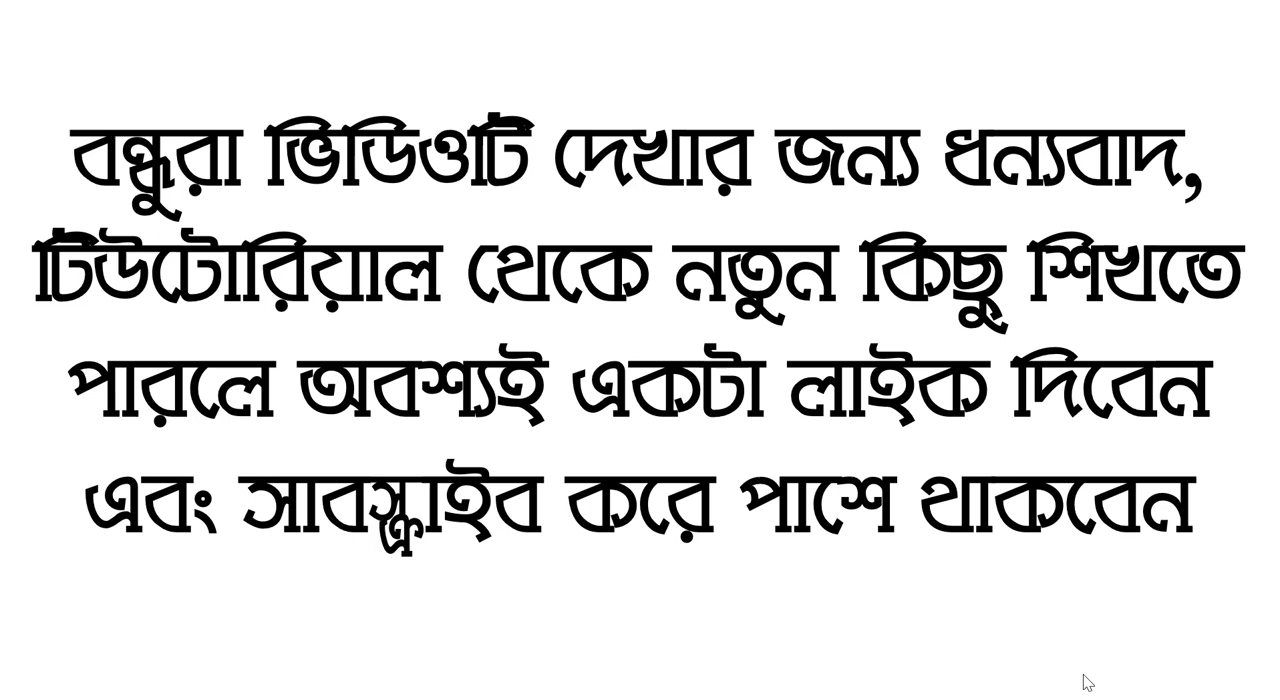 বন্ধুরা ভিডিওটি দেখার জন্য ধন্যবাদ,
টিউটোরিয়াল থেকে নতুন কিছু শিখতে
পারলে অবশ্যই একটা লাইক দিবেন
এবং সাবস্ক্রাইব করে পাশে থাকবেন